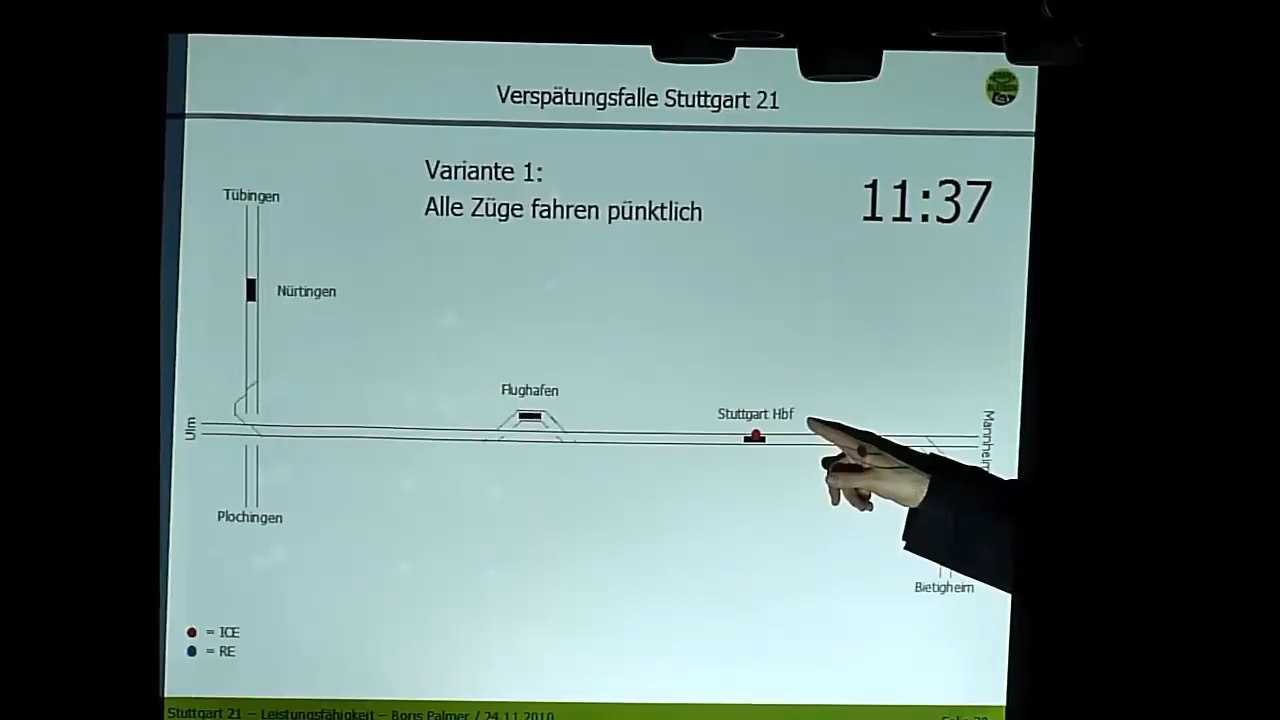 Verspätungsfalle Stuttgart 21
Variante 1:
Alle Züge fahren pünktlich
11:37
Tübingen
Nürtingen
Flughafen
Stuttgart Hbf
Ulm
Mannheim
Plochingen
Bietigheim
= ICE
= RE
Stuttgart 21 – Leistungsfähigkeit – Boris Palmer / 24.11.2010